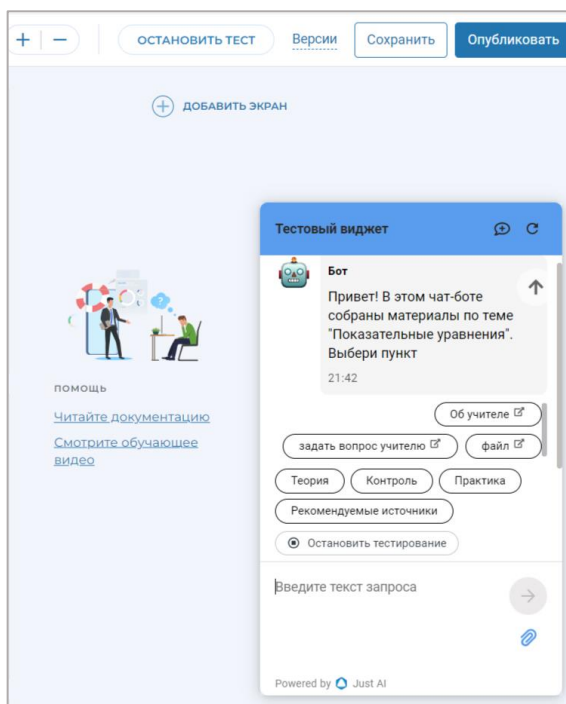 ОСТАНОВИТЬ ТЕСТ Версии Сохранить Опубликовать
ДОБАВИТЬ ЭКРАН
ПОМОЩЬ
Читайте документацию
Смотрите обучающее
видео
Тестовый виджет
Бот
Привет! В этом чат-боте
собраны материалы по теме
"Показательные уравнения".
Выбери пункт
21:42
Об учителе
задать вопрос учителю файл
Теория Контроль Практика
Рекомендуемые источники
Остановить тестирование
Введите текст запроса
Powered by Just AI